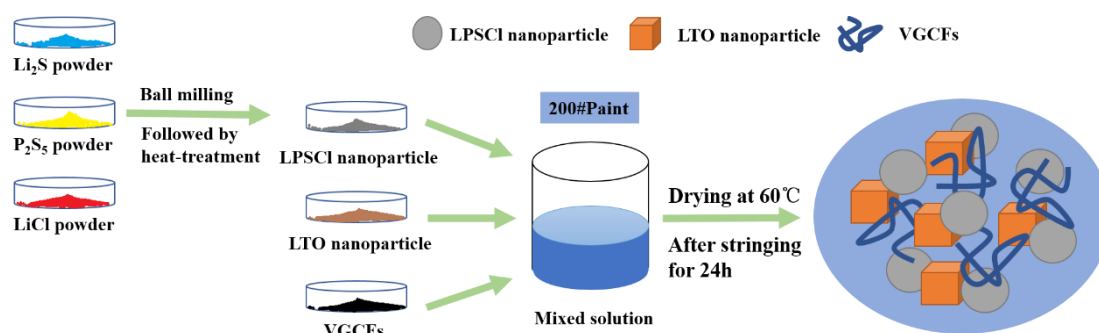 LPSCl nanoparticle
LTO nanoparticle
VGCFs
Li₂S powder
P₂S₅ powder
LiCl powder
Ball milling
Followed by
heat-treatment
LPSCl nanoparticle
LTO nanoparticle
VGCFs
200#Paint
Mixed solution
Drying at 60℃
After stringing
for 24h